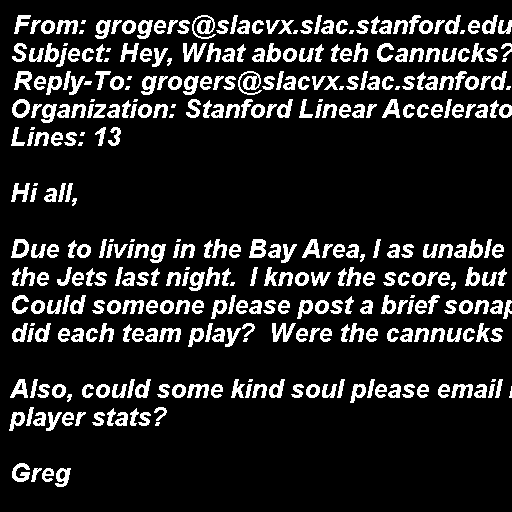 From: grogers@slacvx.slac.stanford.edu
Subject: Hey, What about teh Cannucks?
Reply-To: grogers@slacvx.slac.stanford.
Organization: Stanford Linear Accelerato
Lines: 13

Hi all,

Due to living in the Bay Area, I as unable
the Jets last night.  I know the score, but
Could someone please post a brief sonap
did each team play?  Were the cannucks

Also, could some kind soul please email
player stats?

Greg